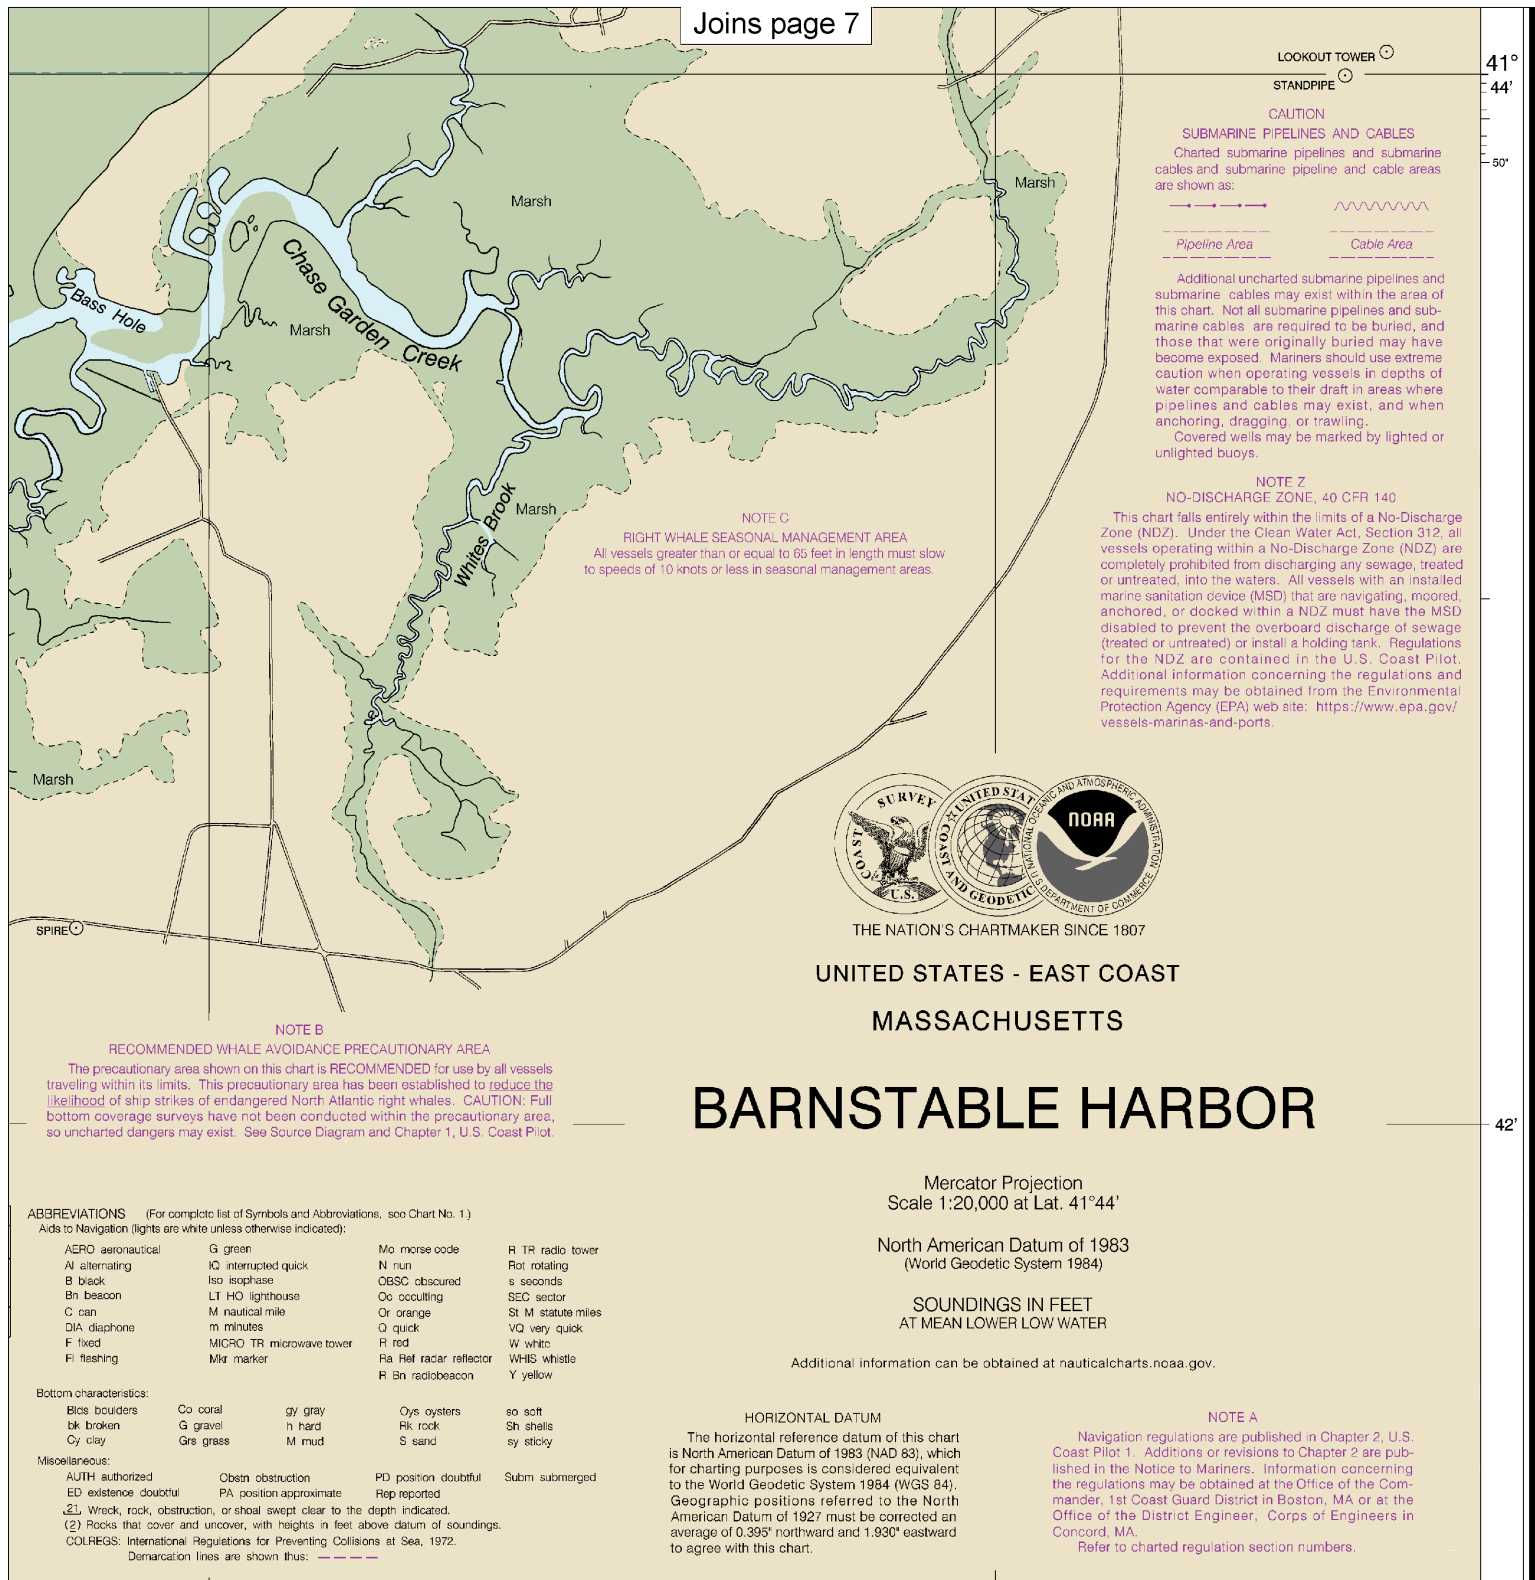 Joins page 7
LOOKOUT TOWER
STANDPIPE
41°
44'
50"
CAUTION
SUBMARINE PIPELINES AND CABLES
Charted submarine pipelines and submarine
cables and submarine pipeline and cable areas
are shown as:
Pipeline Area
Cable Area
Additional uncharted submarine pipelines and
submarine cables may exist within the area of
this chart. Not all submarine pipelines and sub-
marine cables are required to be buried, and
those that were originally buried may have
become exposed. Mariners should use extreme
caution when operating vessels in depths of
water comparable to their draft in areas where
pipelines and cables may exist, and when
anchoring, dragging, or trawling.
Covered wells may be marked by lighted or
unlighted buoys.
NOTE Z
NO-DISCHARGE ZONE, 40 CFR 140
This chart falls entirely within the limits of a No-Discharge
Zone (NDZ). Under the Clean Water Act, Section 312, all
vessels operating within a No-Discharge Zone (NDZ) are
completely prohibited from discharging any sewage, treated
or untreated, into the waters. All vessels with an installed
marine sanitation device (MSD) that are navigating, moored,
anchored, or docked within a NDZ must have the MSD
disabled to prevent the overboard discharge of sewage
(treated or untreated) or install a holding tank. Regulations
for the NDZ are contained in the U.S. Coast Pilot.
Additional information concerning the regulations and
requirements may be obtained from the Environmental
Protection Agency (EPA) web site: https://www.epa.gov/
vessels-marinas-and-ports.
Marsh
Marsh
Bass Hole
Marsh
Chase Garden Creek
Marsh
Whites Brook
NOTE C
RIGHT WHALE SEASONAL MANAGEMENT AREA
All vessels greater than or equal to 65 feet in length must slow
to speeds of 10 knots or less in seasonal management areas.
Marsh
SPIRE
COAST SURVEY U.S.
UNITED STAT
COAST AND GEODETIC
NATIONAL OCEANIC AND ATMOSPHERIC ADMINISTRATION
NOAA
U.S. DEPARTMENT OF COMMERCE
THE NATION'S CHARTMAKER SINCE 1807
UNITED STATES - EAST COAST
MASSACHUSETTS
BARNSTABLE HARBOR
42'
Mercator Projection
Scale 1:20,000 at Lat. 41°44'
North American Datum of 1983
(World Geodetic System 1984)
SOUNDINGS IN FEET
AT MEAN LOWER LOW WATER
Additional information can be obtained at nauticalcharts.noaa.gov.
NOTE B
RECOMMENDED WHALE AVOIDANCE PRECAUTIONARY AREA
The precautionary area shown on this chart is RECOMMENDED for use by all vessels
traveling within its limits. This precautionary area has been established to reduce the
likelihood of ship strikes of endangered North Atlantic right whales. CAUTION: Full
bottom coverage surveys have not been conducted within the precautionary area,
so uncharted dangers may exist. See Source Diagram and Chapter 1, U.S. Coast Pilot.
ABBREVIATIONS (For complete list of Symbols and Abbreviations, see Chart No. 1.)
Aids to Navigation (lights are white unless otherwise indicated):
AERO aeronautical G green Mo morse code R TR radio tower
Al alternating IQ interrupted quick N nun Rot rotating
B black Iso isophase OBSC obscured s seconds
Bn beacon LT HO lighthouse Oc occulting SEC sector
C can M nautical mile Or orange St M statute miles
DIA diaphone m minutes Q quick VQ very quick
F fixed MICRO TR microwave tower R red W white
Fl flashing Mkr marker Ra Ref radar reflector WHIS whistle
R Bn radiobeacon Y yellow
Bottom characteristics:
Blds boulders Co coral gy gray Oys oysters so soft
bk broken G gravel h hard Rk rock Sh shells
Cy clay Grs grass M mud S sand sy sticky
Miscellaneous:
AUTH authorized Obstn obstruction PD position doubtful Subm submerged
ED existence doubtful PA position approximate Rep reported
21, Wreck, rock, obstruction, or shoal swept clear to the depth indicated.
(2) Rocks that cover and uncover, with heights in feet above datum of soundings.
COLREGS: International Regulations for Preventing Collisions at Sea, 1972.
Demarcation lines are shown thus:
HORIZONTAL DATUM
The horizontal reference datum of this chart
is North American Datum of 1983 (NAD 83), which
for charting purposes is considered equivalent
to the World Geodetic System 1984 (WGS 84).
Geographic positions referred to the North
American Datum of 1927 must be corrected an
average of 0.395" northward and 1.930" eastward
to agree with this chart.
NOTE A
Navigation regulations are published in Chapter 2, U.S.
Coast Pilot 1. Additions or revisions to Chapter 2 are pub-
lished in the Notice to Mariners. Information concerning
the regulations may be obtained at the Office of the Com-
mander, 1st Coast Guard District in Boston, MA or at the
Office of the District Engineer, Corps of Engineers in
Concord, MA.
Refer to charted regulation section numbers.